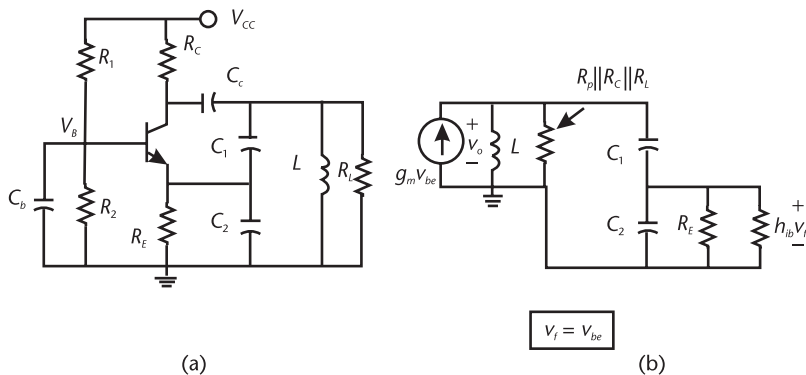 V_CC
R_1
R_C
C_c
V_B
C_1
L
R_L
C_b
R_2
R_E
C_2
(a)
R_p||R_C||R_L
+
v_o
−
L
g_m v_be
C_1
C_2
R_E
h_ib
+
v_f
−
v_f = v_be
(b)